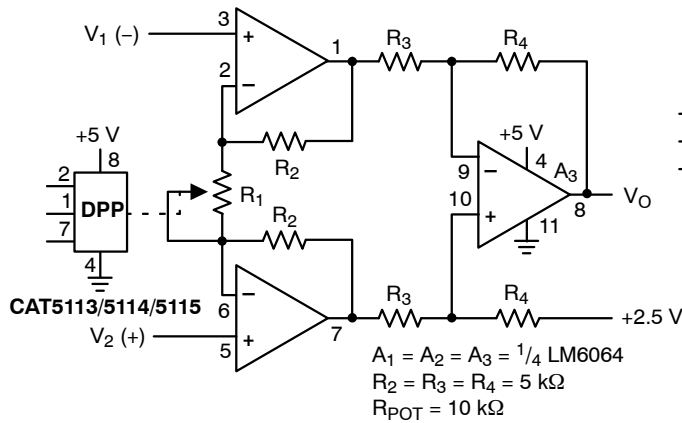 V1 (−)
3
+
2
−
1
R3
R4
R2
+5 V
8
2
1
7
DPP
4
CAT5113/5114/5115
R1
R2
+5 V
4
A3
9
−
10
+
11
8
VO
−
6
+
5
7
V2 (+)
R3
R4
+2.5 V
A1 = A2 = A3 = 1/4 LM6064
R2 = R3 = R4 = 5 kΩ
RPOT = 10 kΩ